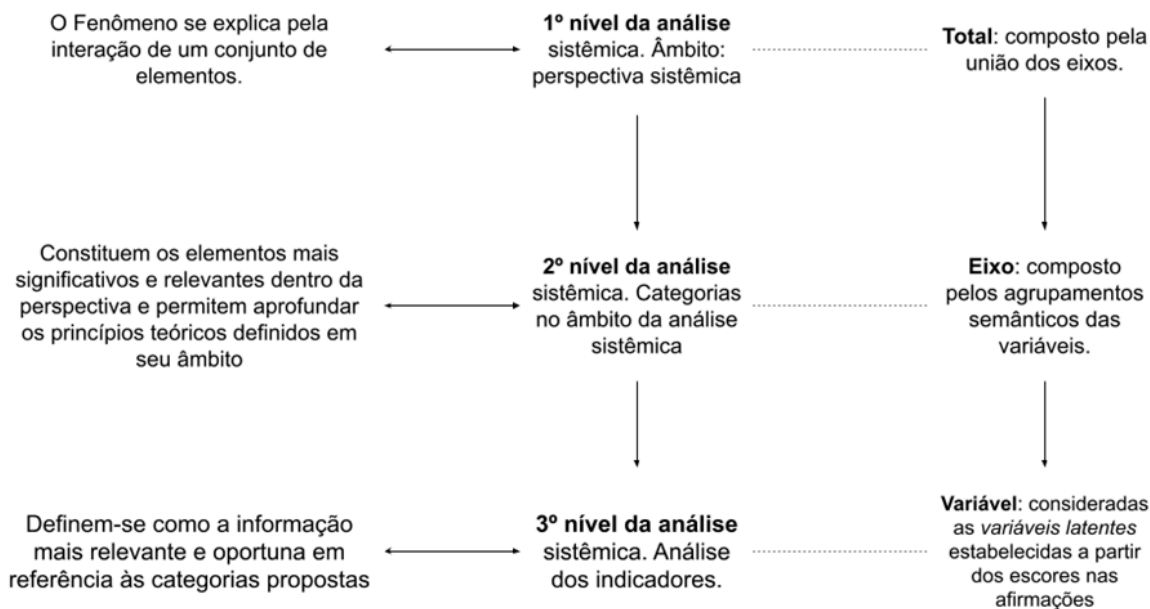 O Fenômeno se explica pela
interação de um conjunto de
elementos.
1º nível da análise
sistêmica. Âmbito:
perspectiva sistêmica
Total: composto pela
união dos eixos.
Constituem os elementos mais
significativos e relevantes dentro da
perspectiva e permitem aprofundar
os princípios teóricos definidos em
seu âmbito
2º nível da análise
sistêmica. Categorias
no âmbito da análise
sistêmica
Eixo: composto
pelos agrupamentos
semânticos das
variáveis.
Definem-se como a informação
mais relevante e oportuna em
referência às categorias propostas
3º nível da análise
sistêmica. Análise
dos indicadores.
Variável: consideradas
as variáveis latentes
estabelecidas a partir
dos escores nas
afirmações